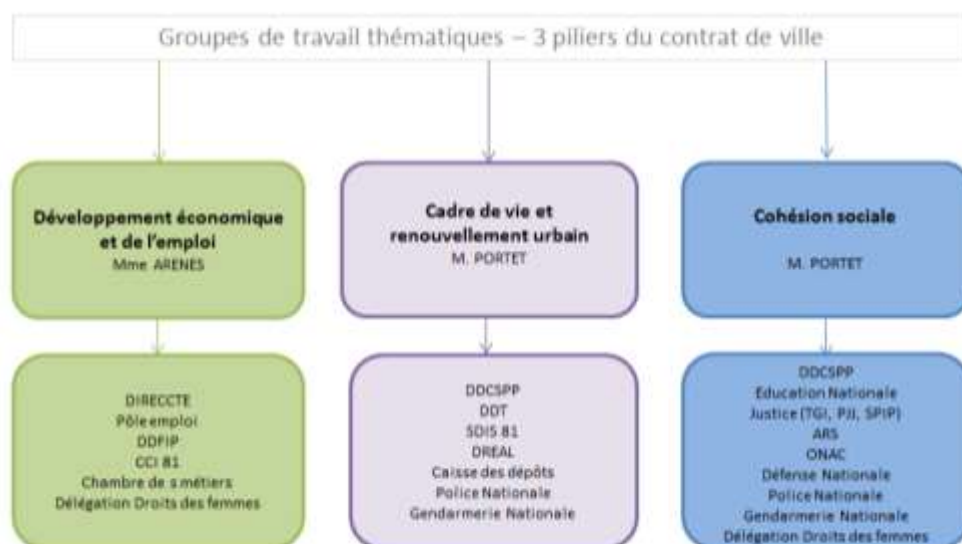 Groupes de travail thématiques – 3 piliers du contrat de ville
Développement économique
et de l'emploi
Mme ARENES
Cadre de vie et
renouvellement urbain
M. PORTET
Cohésion sociale
M. PORTET
DIRECCTE
Pôle emploi
DDFIP
CCI 81
Chambre de s métiers
Délégation Droits des femmes
DDCSPP
DDT
SDIS 81
DREAL
Caisse des dépôts
Police Nationale
Gendarmerie Nationale
DDCSPP
Education Nationale
Justice (TGI, PJJ, SPIP)
ARS
ONAC
Défense Nationale
Police Nationale
Gendarmerie Nationale
Délégation Droits des femmes